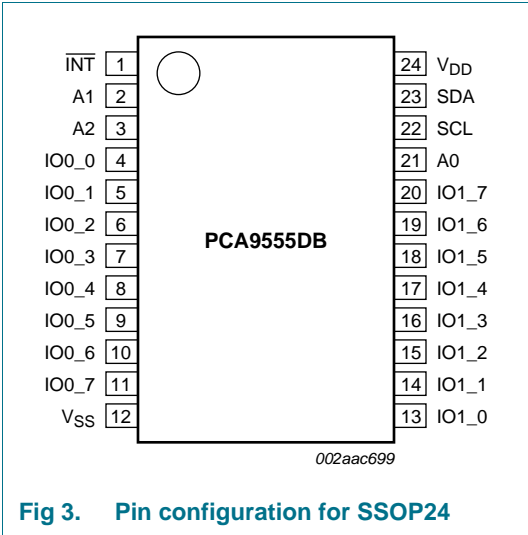 INT 1 24 VDD
A1 2 23 SDA
A2 3 22 SCL
IO0_0 4 21 A0
IO0_1 5 20 IO1_7
IO0_2 6 19 IO1_6
PCA9555DB
IO0_3 7 18 IO1_5
IO0_4 8 17 IO1_4
IO0_5 9 16 IO1_3
IO0_6 10 15 IO1_2
IO0_7 11 14 IO1_1
VSS 12 13 IO1_0
002aac699
Fig 3. Pin configuration for SSOP24